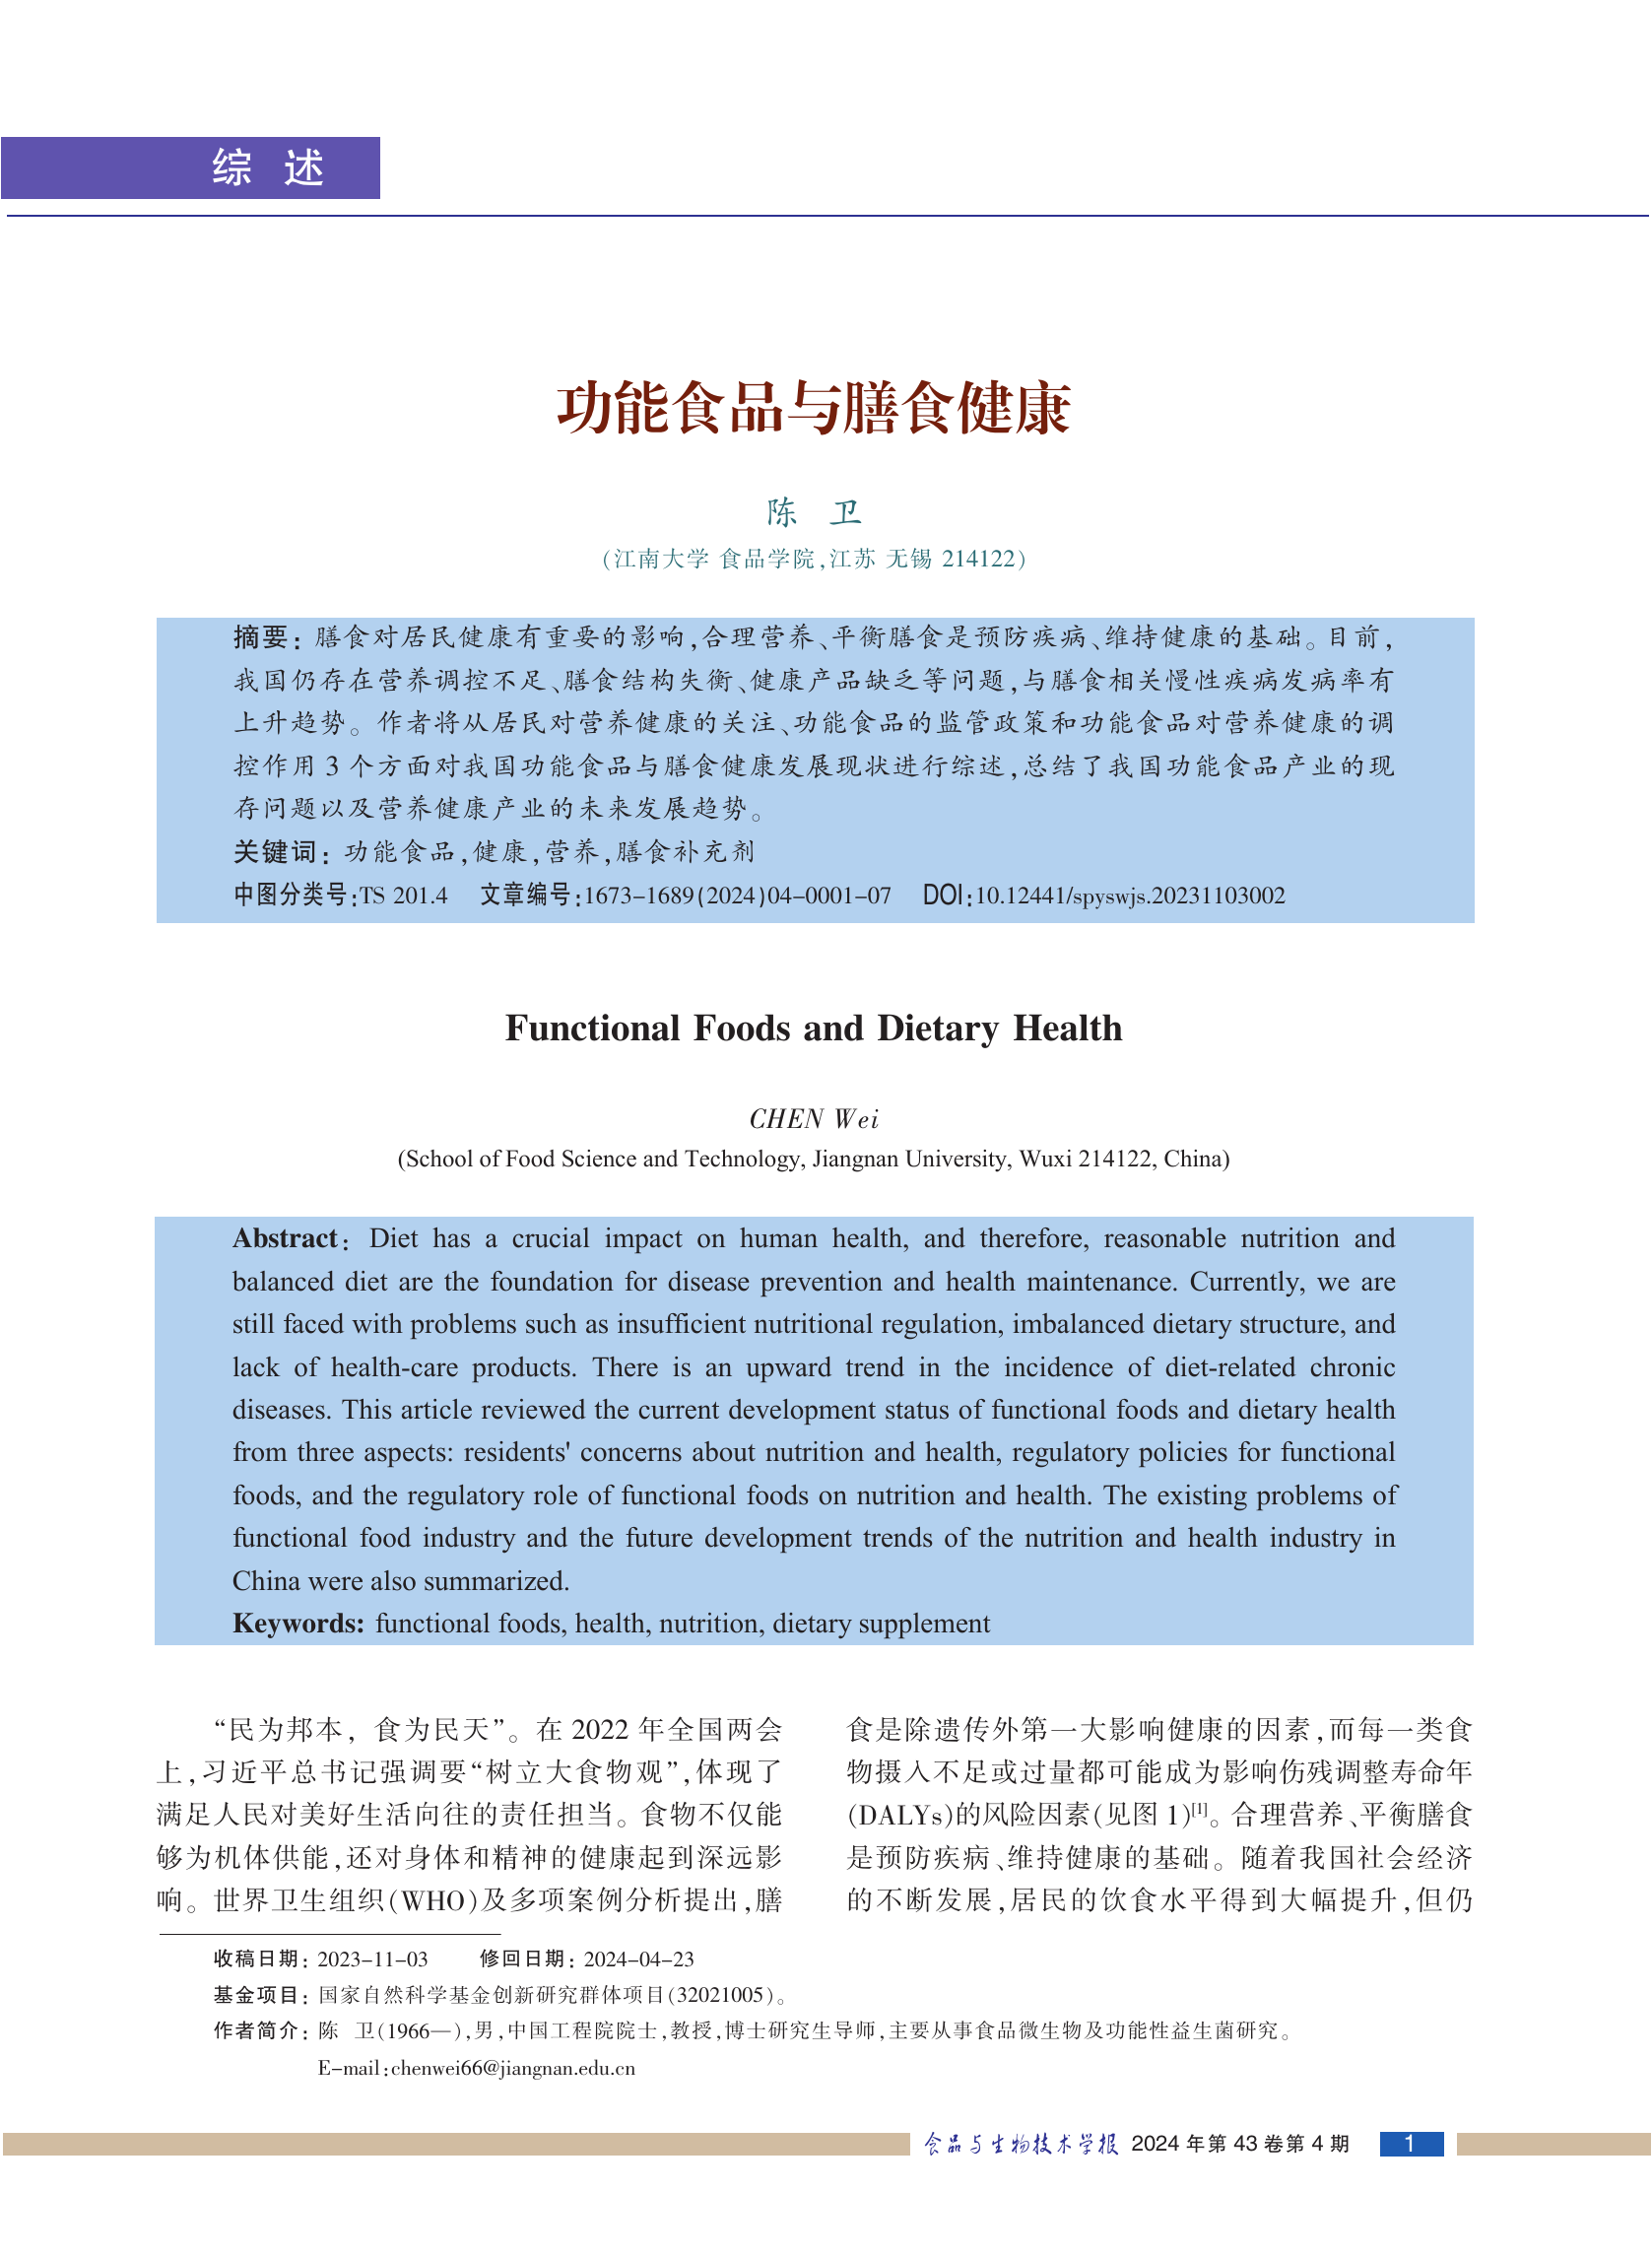 综 述
功能食品与膳食健康
陈 卫
(江南大学 食品学院,江苏 无锡 214122)
摘要: 膳食对居民健康有重要的影响,合理营养、平衡膳食是预防疾病、维持健康的基础。目前,
我国仍存在营养调控不足、膳食结构失衡、健康产品缺乏等问题,与膳食相关慢性疾病发病率有
上升趋势。作者将从居民对营养健康的关注、功能食品的监管政策和功能食品对营养健康的调
控作用 3 个方面对我国功能食品与膳食健康发展现状进行综述,总结了我国功能食品产业的现
存问题以及营养健康产业的未来发展趋势。
关键词: 功能食品,健康,营养,膳食补充剂
中图分类号:TS 201.4 文章编号:1673-1689(2024)04-0001-07 DOI:10.12441/spyswjs.20231103002
Functional Foods and Dietary Health
CHEN Wei
(School of Food Science and Technology, Jiangnan University, Wuxi 214122, China)
Abstract: Diet has a crucial impact on human health, and therefore, reasonable nutrition and
balanced diet are the foundation for disease prevention and health maintenance. Currently, we are
still faced with problems such as insufficient nutritional regulation, imbalanced dietary structure, and
lack of health-care products. There is an upward trend in the incidence of diet-related chronic
diseases. This article reviewed the current development status of functional foods and dietary health
from three aspects: residents' concerns about nutrition and health, regulatory policies for functional
foods, and the regulatory role of functional foods on nutrition and health. The existing problems of
functional food industry and the future development trends of the nutrition and health industry in
China were also summarized.
Keywords: functional foods, health, nutrition, dietary supplement
“民为邦本，食为民天”。在 2022 年全国两会
上,习近平总书记强调要“树立大食物观”,体现了
满足人民对美好生活向往的责任担当。食物不仅能
够为机体供能,还对身体和精神的健康起到深远影
响。世界卫生组织(WHO)及多项案例分析提出,膳
食是除遗传外第一大影响健康的因素,而每一类食
物摄入不足或过量都可能成为影响伤残调整寿命年
(DALYs)的风险因素(见图 1)[1]。合理营养、平衡膳食
是预防疾病、维持健康的基础。随着我国社会经济
的不断发展,居民的饮食水平得到大幅提升,但仍
收稿日期: 2023-11-03 修回日期: 2024-04-23
基金项目: 国家自然科学基金创新研究群体项目(32021005)。
作者简介: 陈 卫(1966—),男,中国工程院院士,教授,博士研究生导师,主要从事食品微生物及功能性益生菌研究。
E-mail:chenwei66@jiangnan.edu.cn
食品与生物技术学报 2024 年第 43 卷第 4 期 1